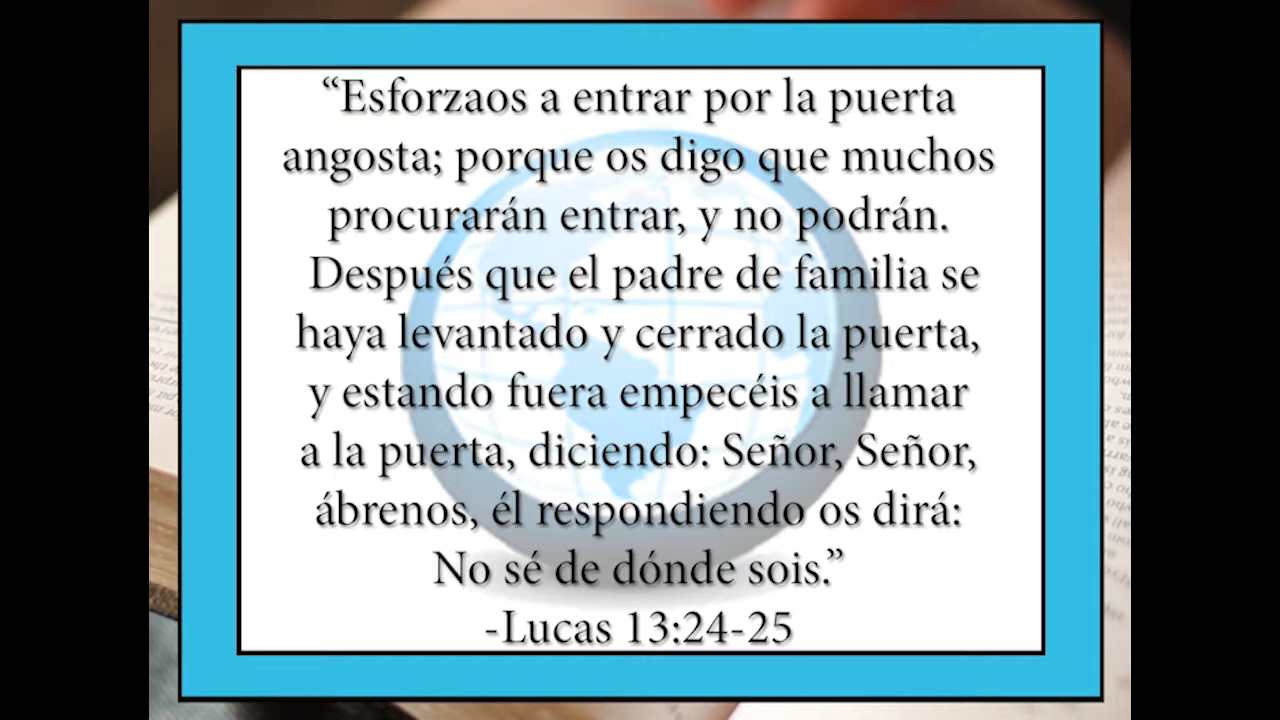 “Esforzaos a entrar por la puerta
angosta; porque os digo que muchos
procurarán entrar, y no podrán.
Después que el padre de familia se
haya levantado y cerrado la puerta,
y estando fuera empecéis a llamar
a la puerta, diciendo: Señor, Señor,
ábrenos, él respondiendo os dirá:
No sé de dónde sois.”
-Lucas 13:24-25